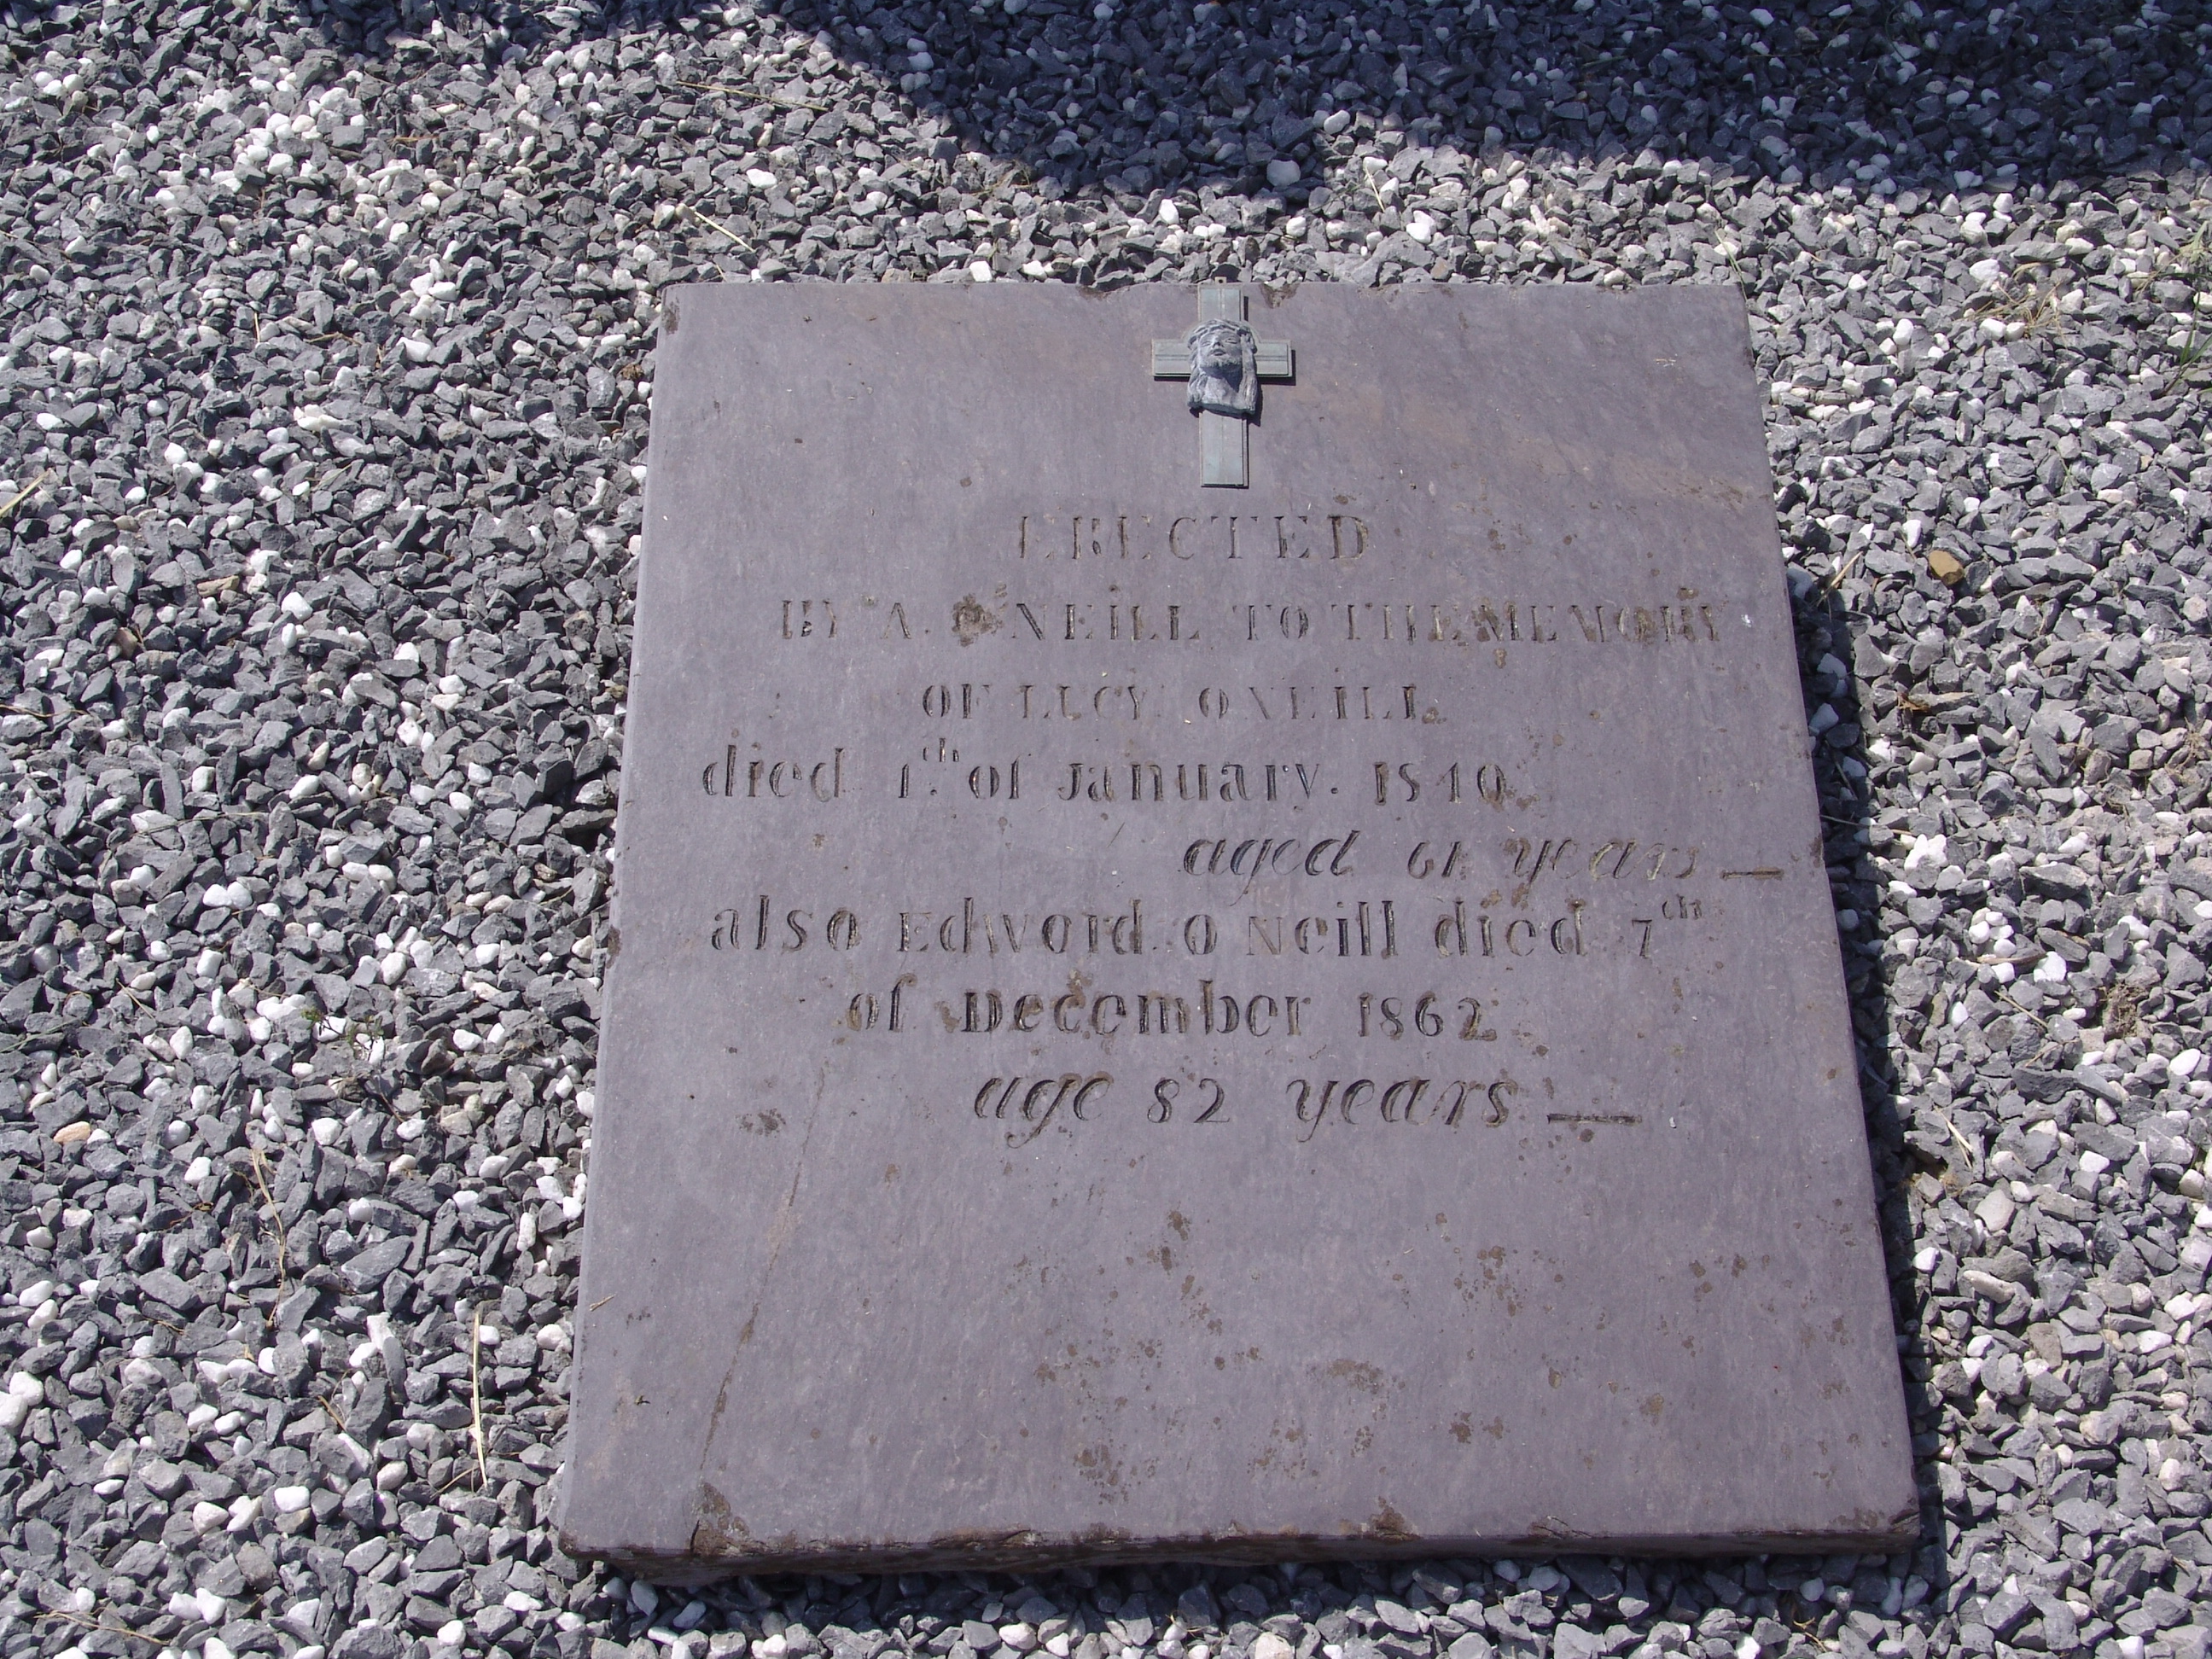 ERECTED
BY A. O'NEILL TO THE MEMORY
OF LUCY O NEILL
died 1th of January. 1840
aged 61 years —
also Edword O Neill died 7th
of December 1862
age 82 years —